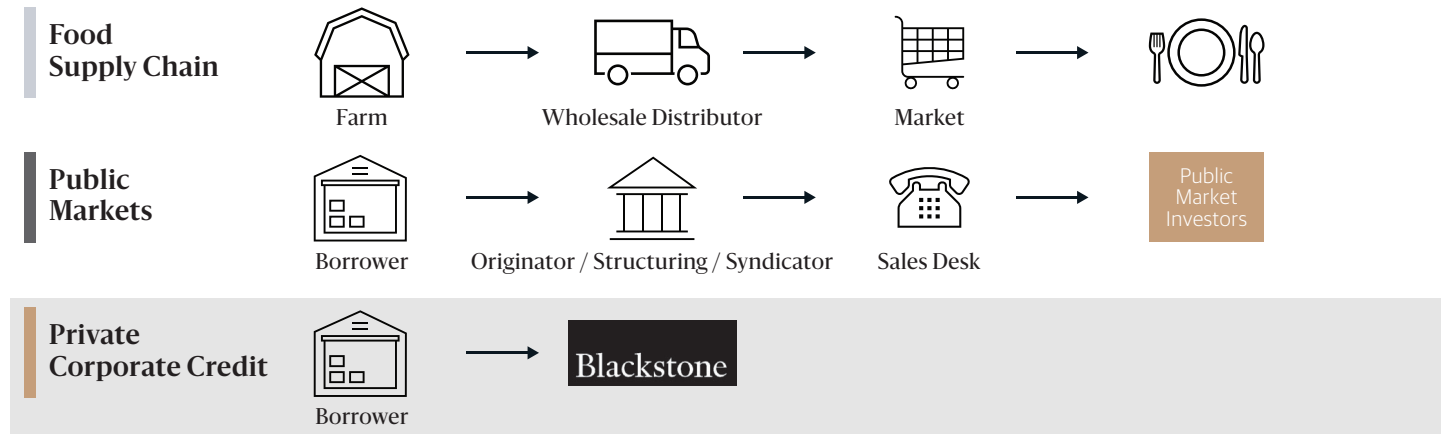 Food
Supply Chain
Farm
Wholesale Distributor
Market
Public
Markets
Borrower
Originator / Structuring / Syndicator
Sales Desk
Public
Market
Investors
Private
Corporate Credit
Borrower
Blackstone